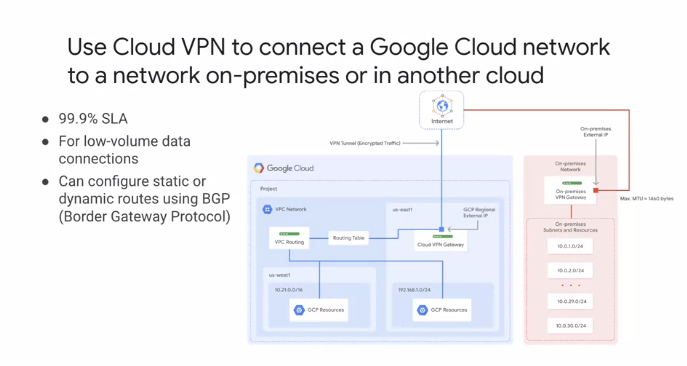 Use Cloud VPN to connect a Google Cloud network
to a network on-premises or in another cloud
● 99.9% SLA
● For low-volume data
connections
● Can configure static or
dynamic routes using BGP
(Border Gateway Protocol)
Internet
VPN Tunnel (Encrypted Traffic)
On-premises
External IP
Google Cloud
Project
VPC Network
us-east1
GCP Regional
External IP
VPC Routing
Routing Table
Cloud VPN Gateway
us-west1
10.21.0.0/16
GCP Resources
192.168.1.0/24
GCP Resources
On-premises
Network
On-premises
VPN Gateway
Max. MTU = 1460 bytes
On-premises
Subnets and Resources
10.0.1.0/24
10.0.2.0/24
• • •
10.0.29.0/24
10.0.30.0/24